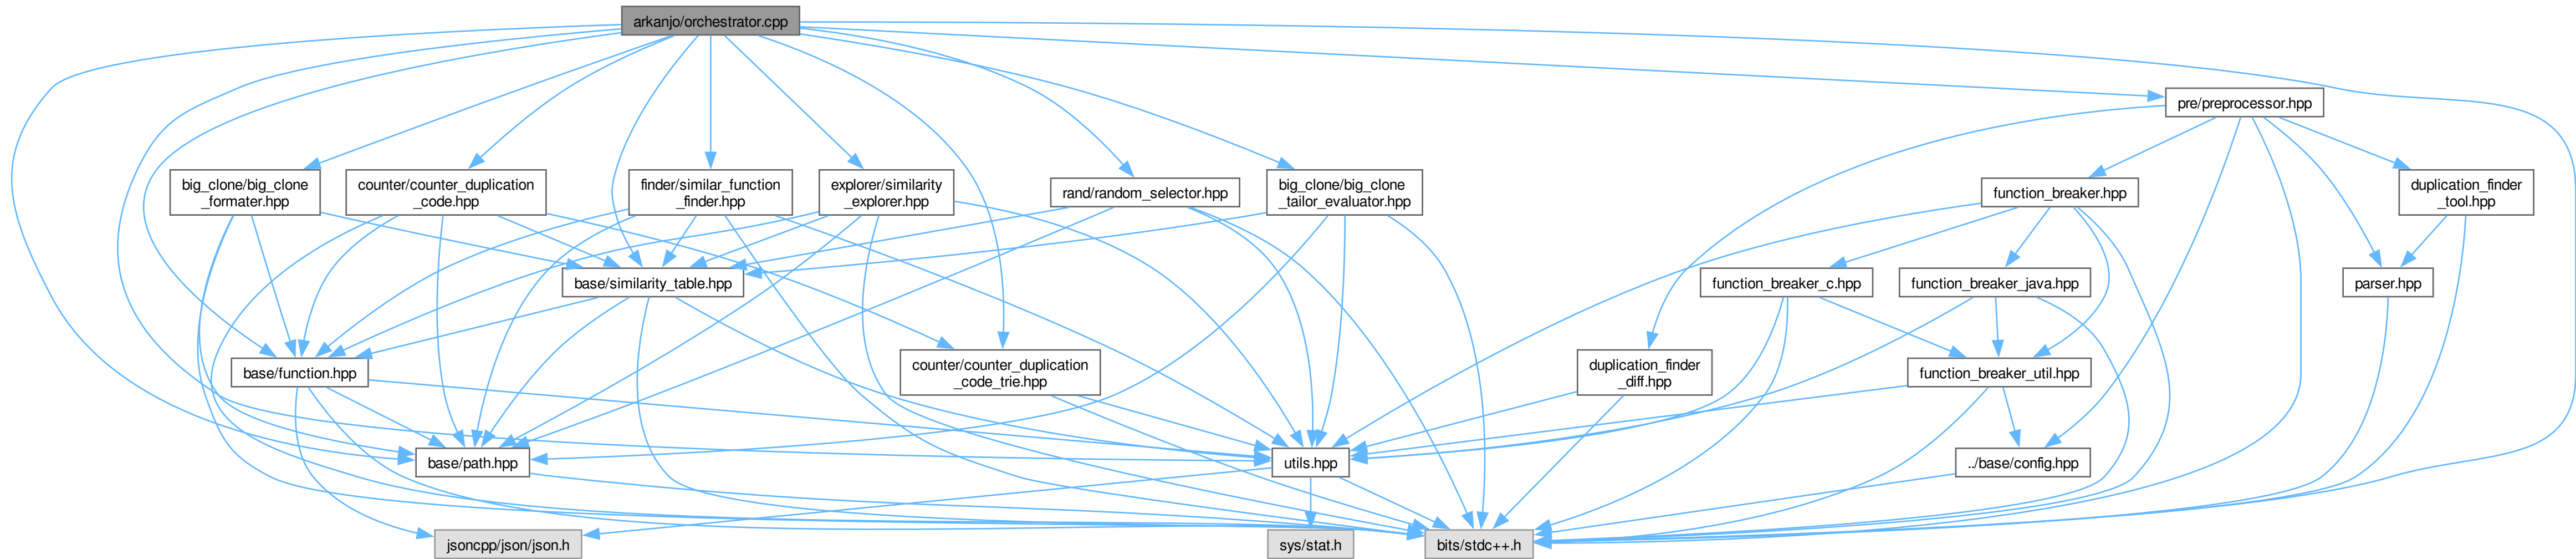 arkanjo/orchestrator.cpp
pre/preprocessor.hpp
big_clone/big_clone
_formater.hpp
counter/counter_duplication
_code.hpp
finder/similar_function
_finder.hpp
explorer/similarity
_explorer.hpp
rand/random_selector.hpp
big_clone/big_clone
_tailor_evaluator.hpp
function_breaker.hpp
duplication_finder
_tool.hpp
base/similarity_table.hpp
function_breaker_c.hpp
function_breaker_java.hpp
parser.hpp
base/function.hpp
counter/counter_duplication
_code_trie.hpp
duplication_finder
_diff.hpp
function_breaker_util.hpp
base/path.hpp
utils.hpp
../base/config.hpp
jsoncpp/json/json.h
sys/stat.h
bits/stdc++.h